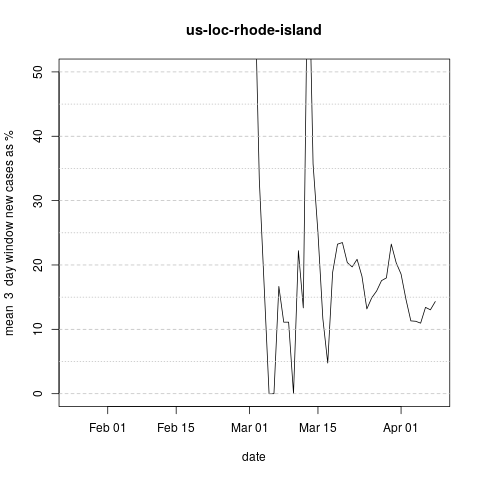 us-loc-rhode-island
mean 3 day window new cases as %
50
40
30
20
10
0
Feb 01 Feb 15 Mar 01 Mar 15 Apr 01
date